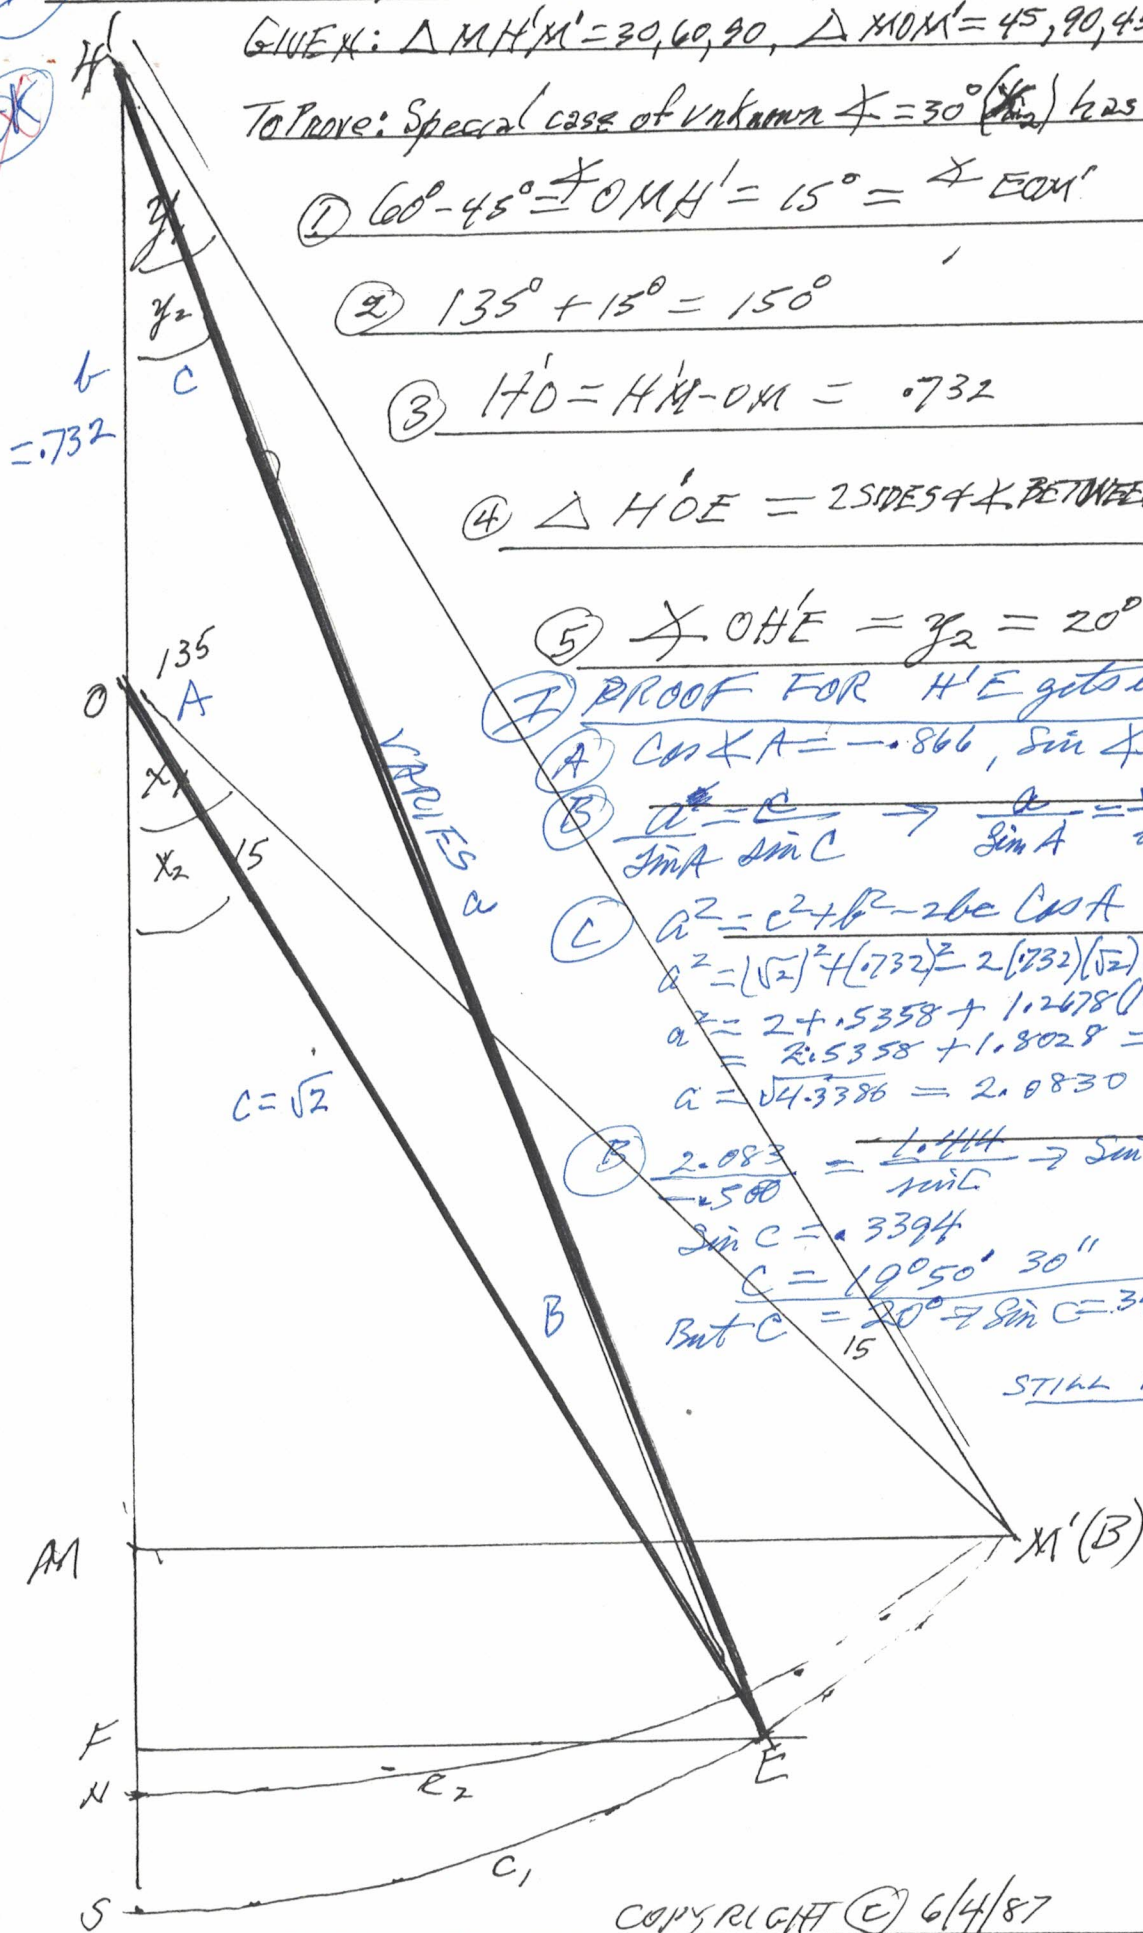 GIVEN: △ MH'M' = 30, 60, 90, △ MOM' = 45, 90, 45
To Prove: Special case of unknown ∡ = 30° has
① 60° - 45° = ∡ OMH' = 15° = ∡ EOM'
② 135° + 15° = 150°
③ H'O = H'M - OM = .732
④ △ H'OE = 2 SIDES & ∡ BETWEE
⑤ ∡ OH'E = y₂ = 20°
Ⓘ PROOF FOR H'E gets
Ⓐ Cos ∡ A = -.866, Sin ∡
Ⓑ a/sin A = c/sin C → a/Sin A =
Ⓒ a² = c² + b² - 2bc Cos A
a² = (√2)² + (.732)² - 2(.732)(√2)
a² = 2 + .5358 + 1.2678(1
= 2.5358 + 1.8028 =
a = √4.3386 = 2.0830
Ⓑ 2.083/-.500 = 1.414/sin C → Sin
Sin C = .3394
C = 19° 50' 30"
But C = 20° → Sin C = .3
STILL
H'
K
y₁
y₂
b
C
= .732
135
O
A
x₁
x₂
15
VARIES
a
C = √2
B
15
M
M' (B)
F
E
N
C₂
C₁
S
COPYRIGHT © 6/4/87